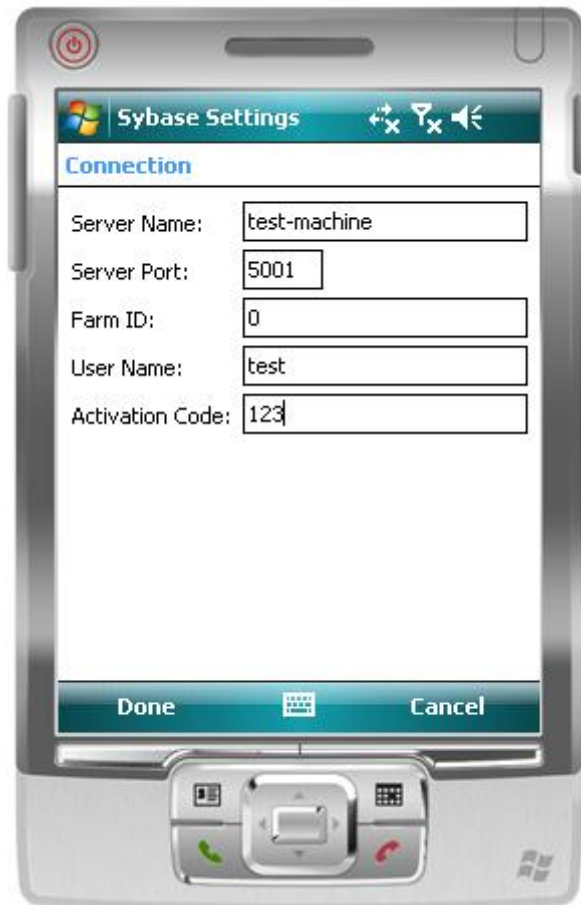 Sybase Settings
Connection
Server Name: test-machine
Server Port: 5001
Farm ID: 0
User Name: test
Activation Code: 123
Done Cancel